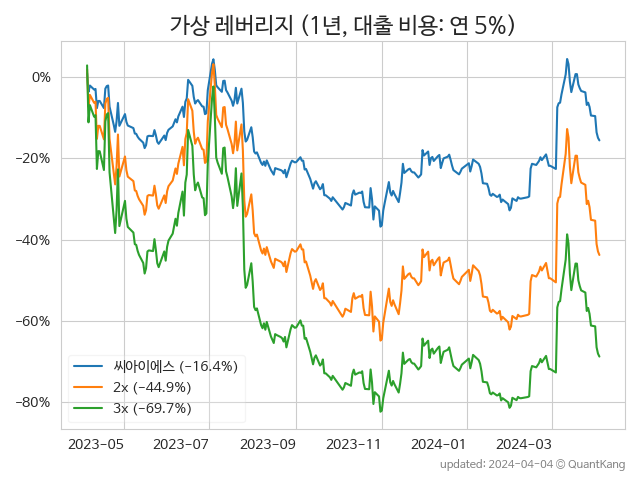 가상 레버리지 (1년, 대출 비용: 연 5%)
0%
−20%
−40%
−60%
−80%
씨아이에스 (−16.4%)
2x (−44.9%)
3x (−69.7%)
2023-05 2023-07 2023-09 2023-11 2024-01 2024-03
updated: 2024-04-04 © QuantKang